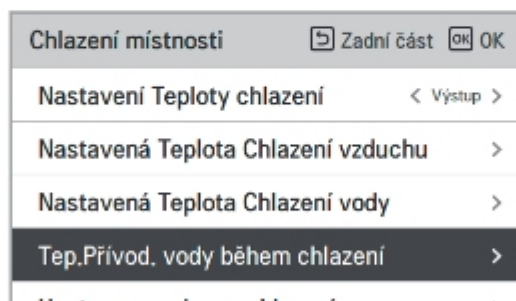 Chlazení místnosti Zadní část OK OK
Nastavení Teploty chlazení < Výstup >
Nastavená Teplota Chlazení vzduchu >
Nastavená Teplota Chlazení vody >
Tep.Přívod. vody během chlazení >